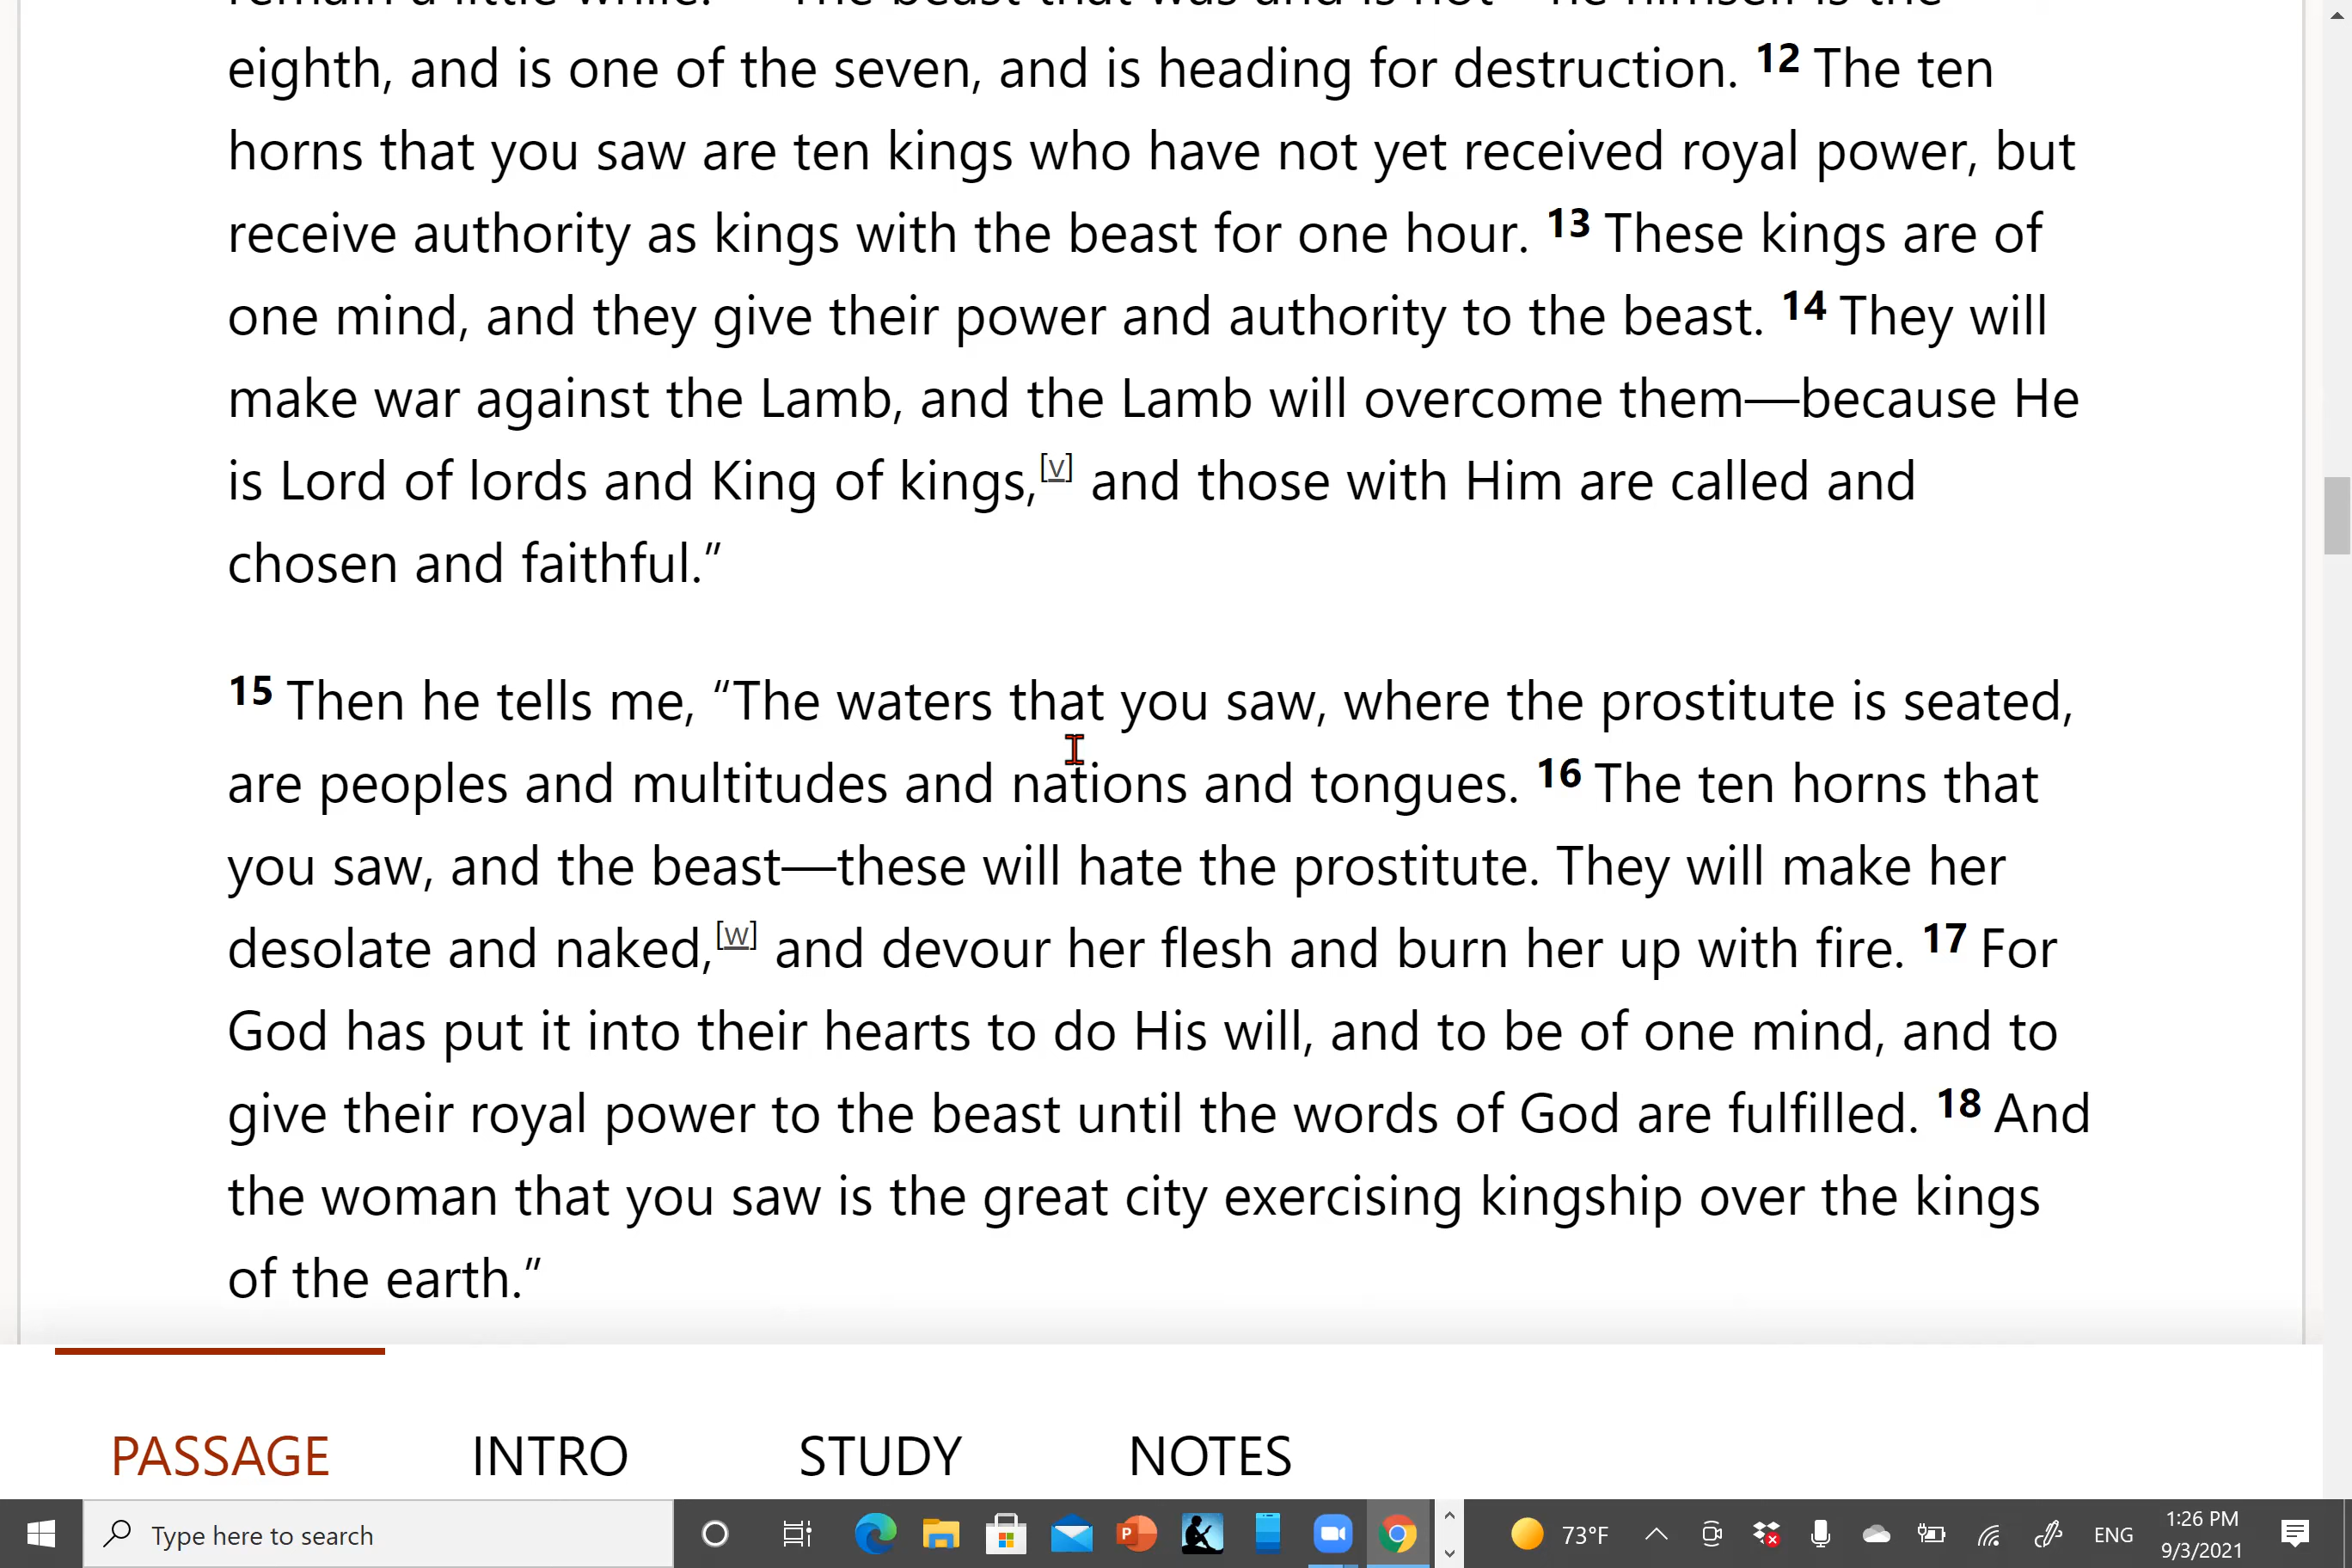 eighth, and is one of the seven, and is heading for destruction. 12 The ten
horns that you saw are ten kings who have not yet received royal power, but
receive authority as kings with the beast for one hour. 13 These kings are of
one mind, and they give their power and authority to the beast. 14 They will
make war against the Lamb, and the Lamb will overcome them—because He
is Lord of lords and King of kings,[v] and those with Him are called and
chosen and faithful.”
15 Then he tells me, “The waters that you saw, where the prostitute is seated,
are peoples and multitudes and nations and tongues. 16 The ten horns that
you saw, and the beast—these will hate the prostitute. They will make her
desolate and naked,[w] and devour her flesh and burn her up with fire. 17 For
God has put it into their hearts to do His will, and to be of one mind, and to
give their royal power to the beast until the words of God are fulfilled. 18 And
the woman that you saw is the great city exercising kingship over the kings
of the earth.”
PASSAGE INTRO STUDY NOTES
Type here to search
73°F
ENG
1:26 PM
9/3/2021